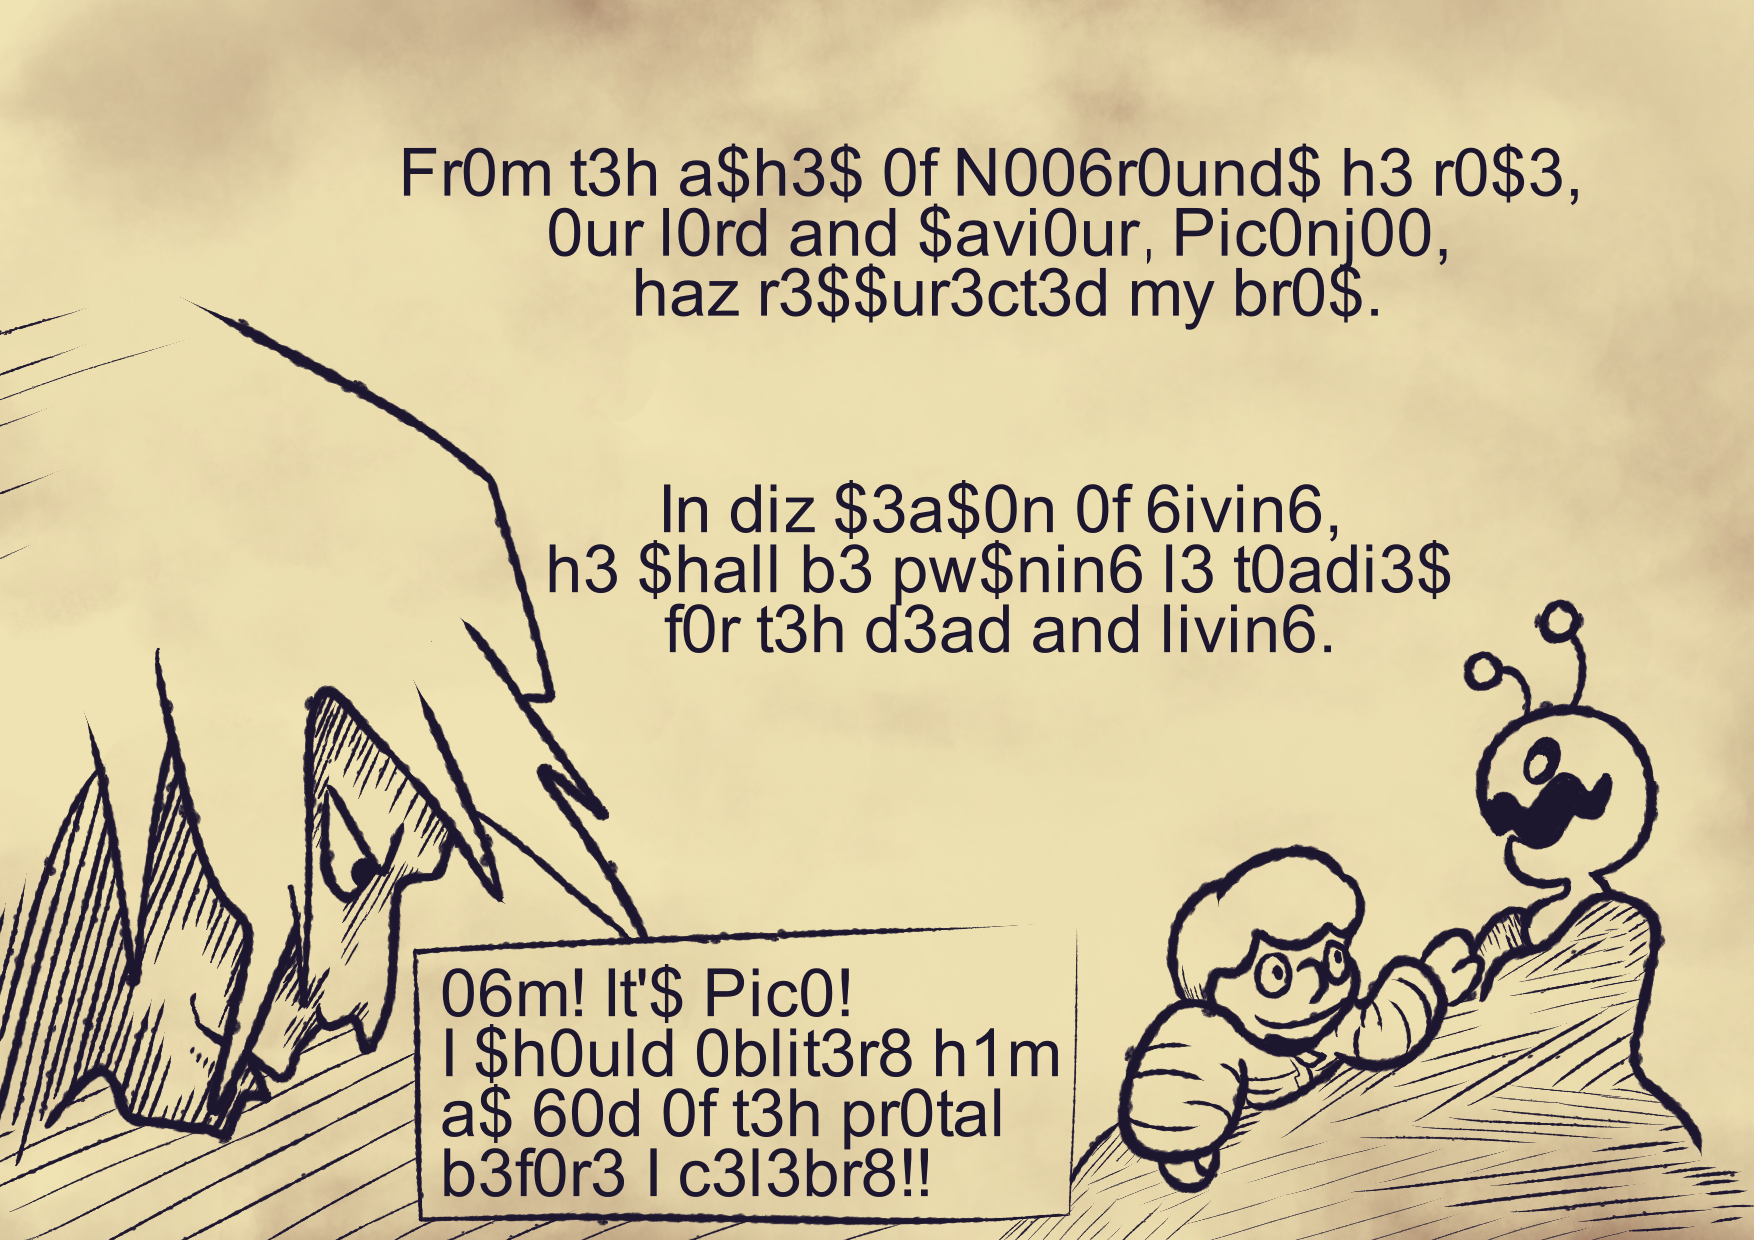 Fr0m t3h a$h3$ 0f N006r0und$ h3 r0$3,
0ur l0rd and $avi0ur, Pic0nj00,
haz r3$$ur3ct3d my br0$.
In diz $3a$0n 0f 6ivin6,
h3 $hall b3 pw$nin6 l3 t0adi3$
f0r t3h d3ad and livin6.
06m! It'$ Pic0!
I $h0uld 0blit3r8 h1m
a$ 60d 0f t3h pr0tal
b3f0r3 I c3l3br8!!